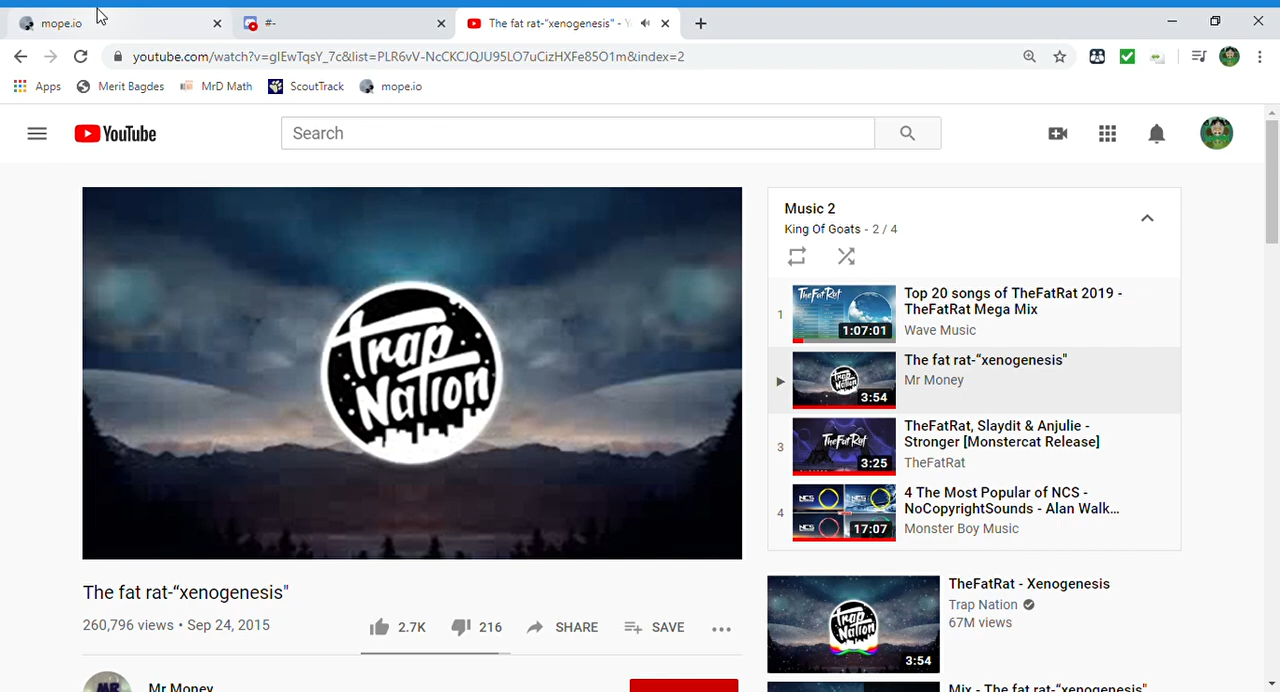 mope.io
#-
The fat rat-“xenogenesis" - Y
youtube.com/watch?v=gIEwTqsY_7c&list=PLR6vV-NcCKCJQJU95LO7uCizHXFe85O1m&index=2
Apps
Merit Bagdes
MrD Math
ScoutTrack
mope.io
YouTube
Search
Trap
Nation
Music 2
King Of Goats - 2 / 4
1
TheFatRat
1:07:01
Top 20 songs of TheFatRat 2019 -
TheFatRat Mega Mix
Wave Music
Trap
Nation
3:54
The fat rat-“xenogenesis"
Mr Money
3
TheFatRat
3:25
TheFatRat, Slaydit & Anjulie -
Stronger [Monstercat Release]
TheFatRat
4
NCS
NCS
17:07
4 The Most Popular of NCS -
NoCopyrightSounds - Alan Walk...
Monster Boy Music
The fat rat-“xenogenesis"
260,796 views • Sep 24, 2015
2.7K
216
SHARE
SAVE
Mr Money
Trap
Nation
3:54
TheFatRat - Xenogenesis
Trap Nation
67M views
Mix - The fat rat-“xenogenesis"